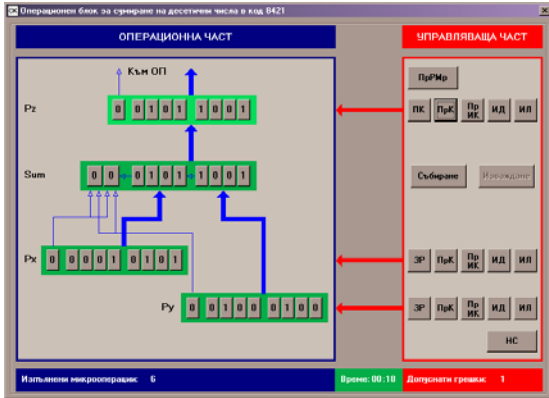 Операционен блок за сумиране на десетични числа в код 8421
ОПЕРАЦИОННА ЧАСТ
УПРАВЛЯВАЩА ЧАСТ
Към ОП
ПрРМр
Pz
0 0101 1001
ПК ПрК Пр ИК ИД ИЛ
Sum
0 0 0101 1001
Събиране Изваждане
Px
0 0001 0101
ЗР ПрК Пр ИК ИД ИЛ
Py
0 0100 0100
ЗР ПрК Пр ИК ИД ИЛ
НС
Изпълнени микрооперации: 6
Време: 00:10
Допуснати грешки: 1